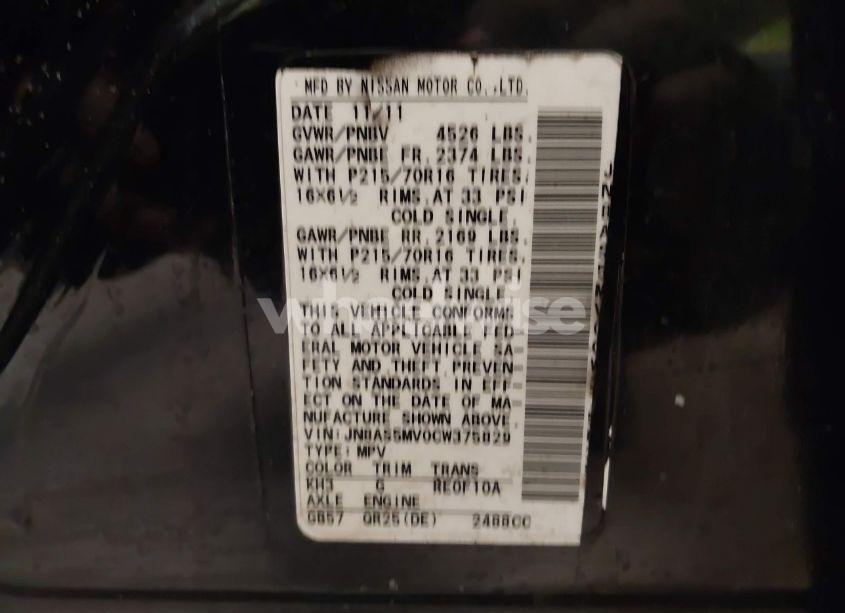 MFD BY NISSAN MOTOR CO.,LTD.
DATE 11/11
GVWR/PNBV 4526 LBS.
GAWR/PNBE FR.2374 LBS.
WITH P215/70R16 TIRES.
16X6½ RIMS.AT 33 PSI
COLD SINGLE.
GAWR/PNBE RR.2169 LBS.
WITH P215/70R16 TIRES.
16X6½ RIMS.AT 33 PSI
COLD SINGLE.
THIS VEHICLE CONFORMS
TO ALL APPLICABLE FED-
ERAL MOTOR VEHICLE SA-
FETY AND THEFT PREVEN-
TION STANDARDS IN EFF-
ECT ON THE DATE OF MA-
NUFACTURE SHOWN ABOVE.
VIN:JN8AS5MV0CW375829
TYPE:MPV
COLOR TRIM TRANS
KH3 G RE0F10A
AXLE ENGINE
GB57 QR25(DE) 2488CC